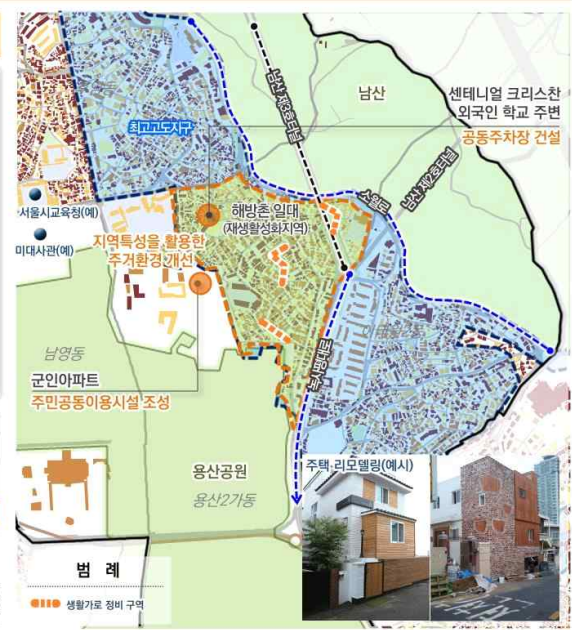 남산 제3호터널
남산
센테니얼 크리스찬
외국인 학교 주변
공동주차장 건설
최고고도지구
남산 제2호터널
소월로
서울시교육청(예)
해방촌 일대
(재생활성화지역)
미대사관(예)
지역특성을 활용한
주거환경 개선
녹사평대로
남영동
군인아파트
주민공동이용시설 조성
용산공원
용산2가동
주택 리모델링(예시)
범 례
생활가로 정비 구역